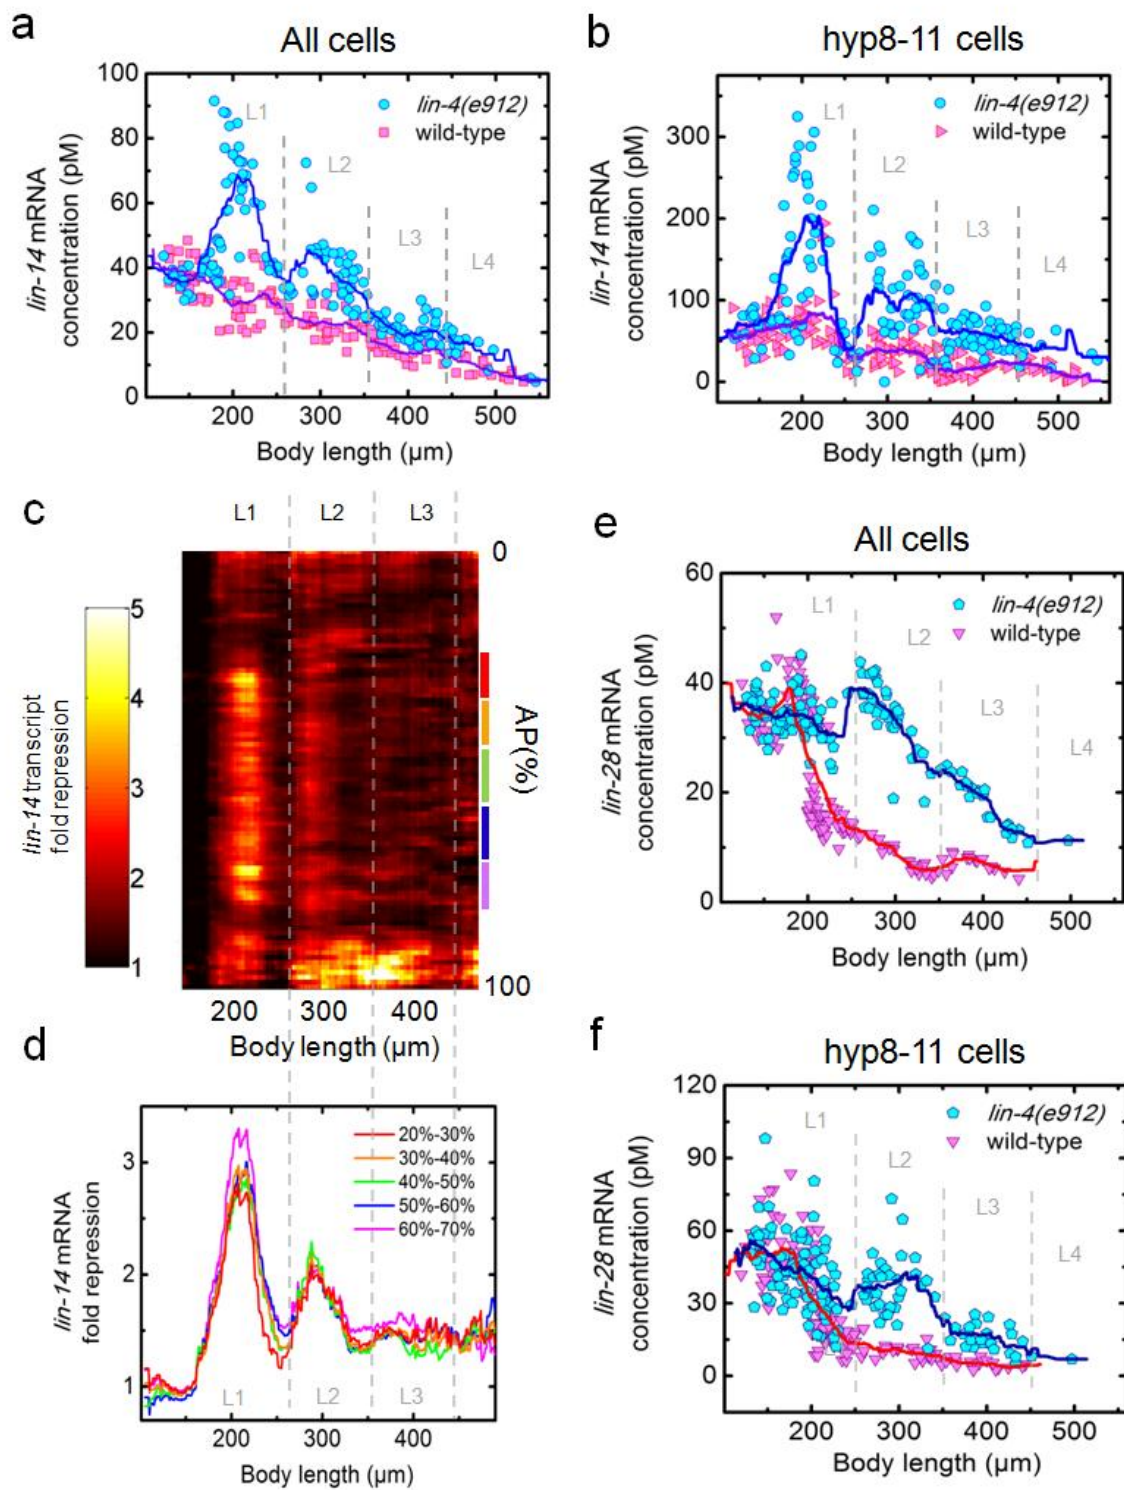 a
All cells
lin-14 mRNA
concentration (pM)
100
80
60
40
20
0
L1
L2
L3
L4
lin-4(e912)
wild-type
200
300
400
500
Body length (µm)
b
hyp8-11 cells
lin-14 mRNA
concentration (pM)
300
200
100
0
L1
L2
L3
L4
lin-4(e912)
wild-type
200
300
400
500
Body length (µm)
c
L1
L2
L3
lin-14 transcript
fold repression
5
4
3
2
1
0
AP(%)
100
200
300
400
Body length (µm)
d
lin-14 mRNA
fold repression
3
2
1
20%-30%
30%-40%
40%-50%
50%-60%
60%-70%
L1
L2
L3
200
300
400
Body length (µm)
e
All cells
lin-28 mRNA
concentration (pM)
60
40
20
0
L1
L2
L3
L4
lin-4(e912)
wild-type
200
300
400
500
Body length (µm)
f
hyp8-11 cells
lin-28 mRNA
concentration (pM)
120
90
60
30
0
L1
L2
L3
L4
lin-4(e912)
wild-type
200
300
400
500
Body length (µm)